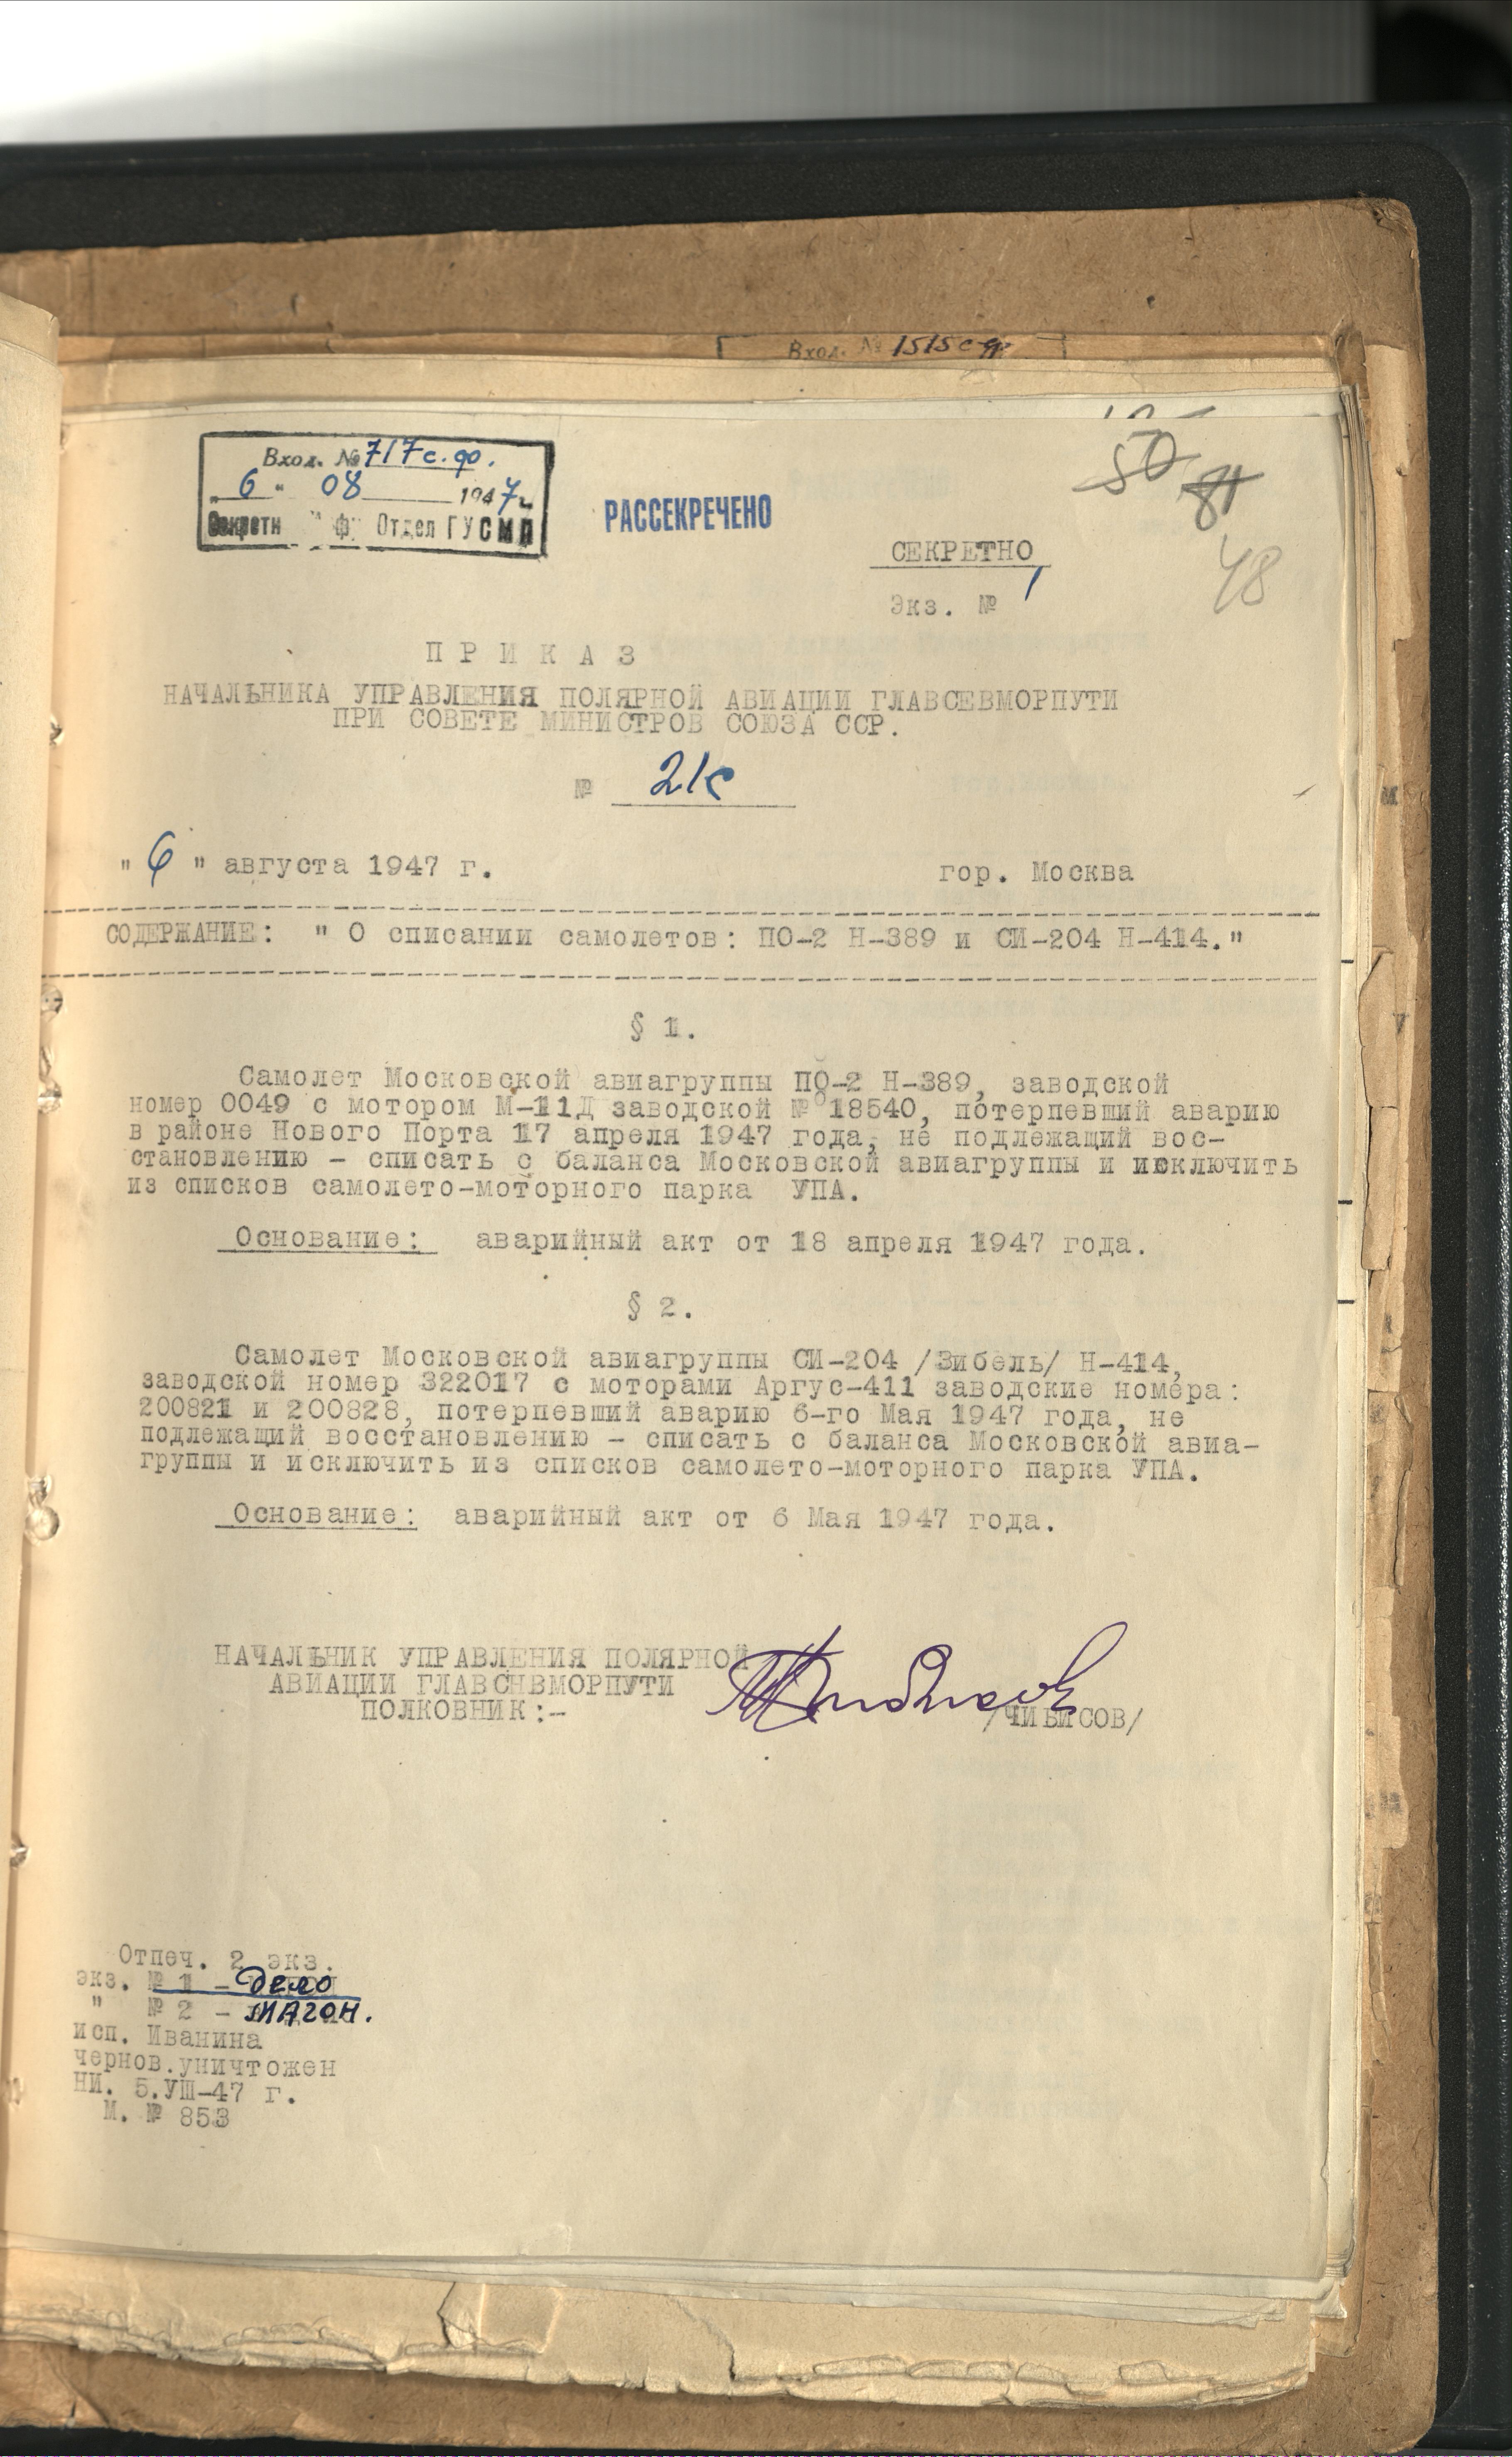 Вход. № 1515 с
Вход. № 717 с.ф.
„ 6 " 08 1947 г.
Секретн ф Отдел ГУСМП
РАССЕКРЕЧЕНО
50
81
48
СЕКРЕТНО
Экз. № 1
П Р И К А З
НАЧАЛЬНИКА УПРАВЛЕНИЯ ПОЛЯРНОЙ АВИАЦИИ ГЛАВСЕВМОРПУТИ
ПРИ СОВЕТЕ МИНИСТРОВ СОЮЗА ССР.
№ 21с
" 6 " августа 1947 г. гор. Москва
СОДЕРЖАНИЕ: " О списании самолетов: ПО-2 Н-389 и СИ-204 Н-414."
§ 1.
Самолет Московской авиагруппы ПО-2 Н-389, заводской
номер 0049 с мотором М-11Д заводской № 18540, потерпевший аварию
в районе Нового Порта 17 апреля 1947 года, не подлежащий вос-
становлению – списать с баланса Московской авиагруппы и исключить
из списков самолето-моторного парка УПА.
Основание: аварийный акт от 18 апреля 1947 года.
§ 2.
Самолет Московской авиагруппы СИ-204 /Зибель/ Н-414,
заводской номер 322017 с моторами Аргус-411 заводские номера:
200821 и 200828, потерпевший аварию 6-го Мая 1947 года, не
подлежащий восстановлению – списать с баланса Московской авиа-
группы и исключить из списков самолето-моторного парка УПА.
Основание: аварийный акт от 6 Мая 1947 года.
НАЧАЛЬНИК УПРАВЛЕНИЯ ПОЛЯРНОЙ
АВИАЦИИ ГЛАВСНВМОРПУТИ
ПОЛКОВНИК:– /ЧИБИСОВ/
Отпеч. 2 экз.
экз. № 1 – дело
" № 2 – МАГОН.
исп. Иванина
чернов.уничтожен
НИ. 5.УШ-47 г.
М. № 853